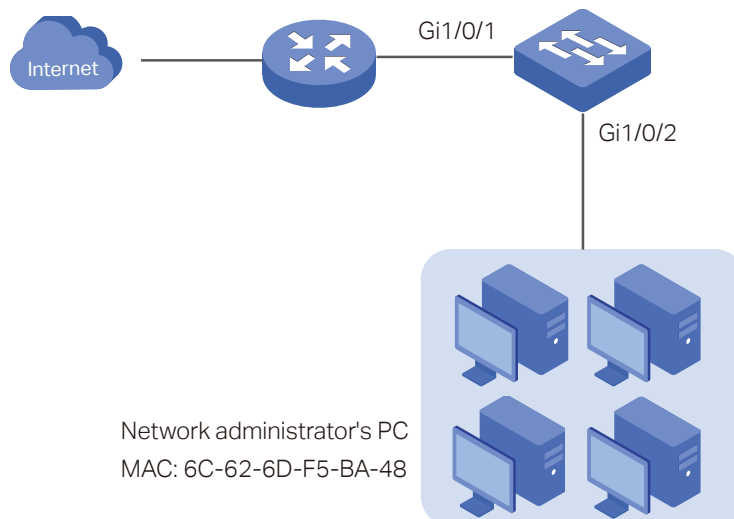 Gi1/0/1
Internet
Gi1/0/2
Network administrator's PC
MAC: 6C-62-6D-F5-BA-48